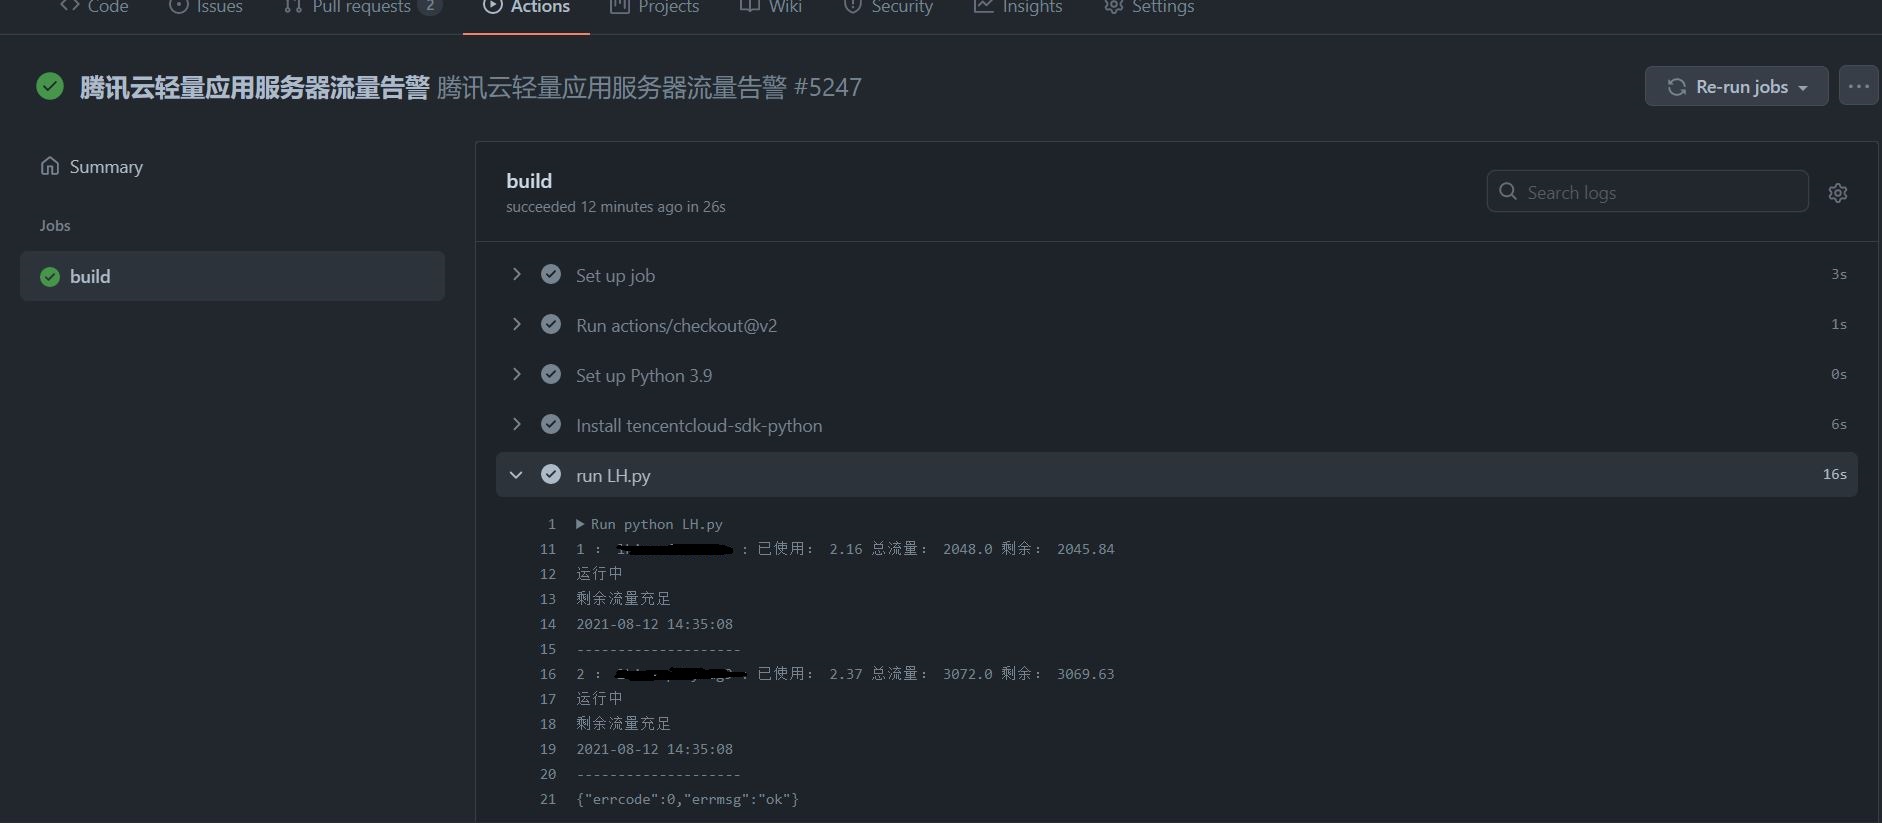 Code Issues Pull requests 2 Actions Projects Wiki Security Insights Settings
腾讯云轻量应用服务器流量告警 腾讯云轻量应用服务器流量告警 #5247
Re-run jobs
Summary
Jobs
build
build
succeeded 12 minutes ago in 26s
Search logs
Set up job 3s
Run actions/checkout@v2 1s
Set up Python 3.9 0s
Install tencentcloud-sdk-python 6s
run LH.py 16s
1 Run python LH.py
11 1 : : 已使用: 2.16 总流量: 2048.0 剩余: 2045.84
12 运行中
13 剩余流量充足
14 2021-08-12 14:35:08
15 --------------------
16 2 : : 已使用: 2.37 总流量: 3072.0 剩余: 3069.63
17 运行中
18 剩余流量充足
19 2021-08-12 14:35:08
20 --------------------
21 {"errcode":0,"errmsg":"ok"}